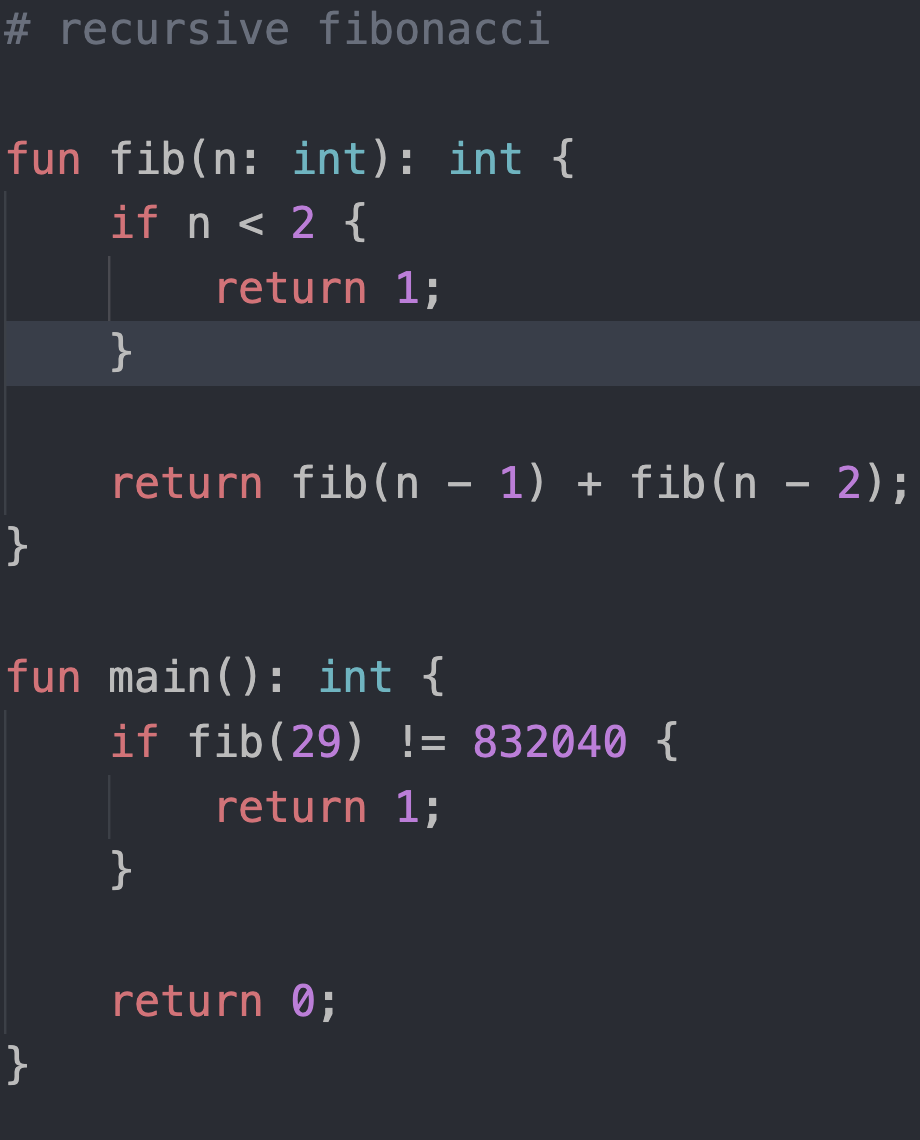 # recursive fibonacci
fun fib(n: int): int {
    if n < 2 {
        return 1;
    }
    return fib(n - 1) + fib(n - 2);
}
fun main(): int {
    if fib(29) != 832040 {
        return 1;
    }
    return 0;
}